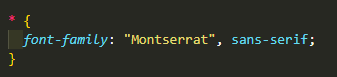 * {
font-family: "Montserrat", sans-serif;
}